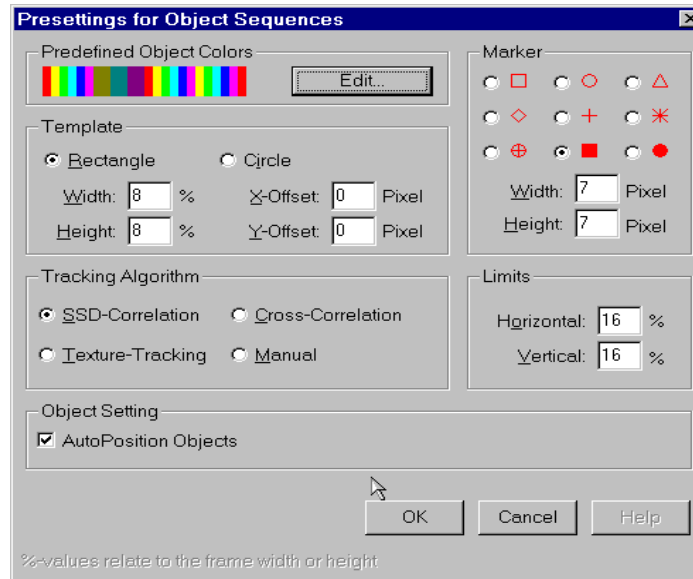 Presettings for Object Sequences
Predefined Object Colors
Edit...
Marker
Width: 7 Pixel
Height: 7 Pixel
Template
Rectangle Circle
Width: 8 % X-Offset: 0 Pixel
Height: 8 % Y-Offset: 0 Pixel
Tracking Algorithm
SSD-Correlation Cross-Correlation
Texture-Tracking Manual
Limits
Horizontal: 16 %
Vertical: 16 %
Object Setting
AutoPosition Objects
OK Cancel Help
%-values relate to the frame width or height